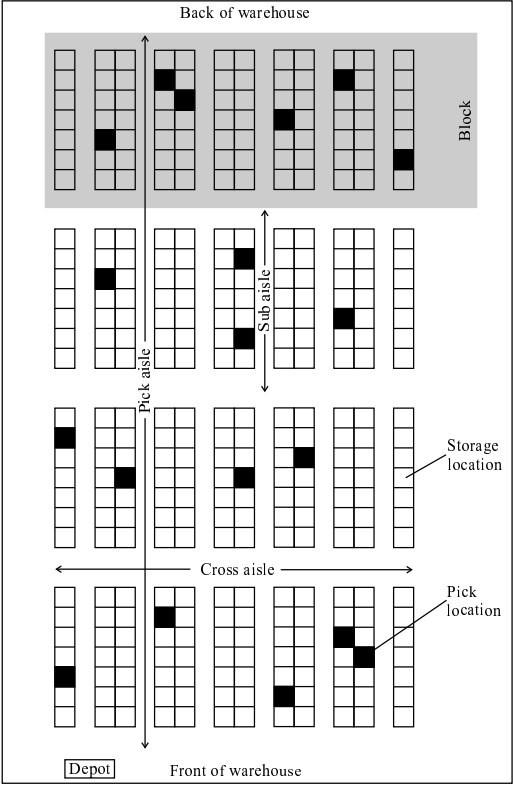 Back of warehouse
Block
Sub aisle
Pick aisle
Storage
location
Cross aisle
Pick
location
Depot
Front of warehouse